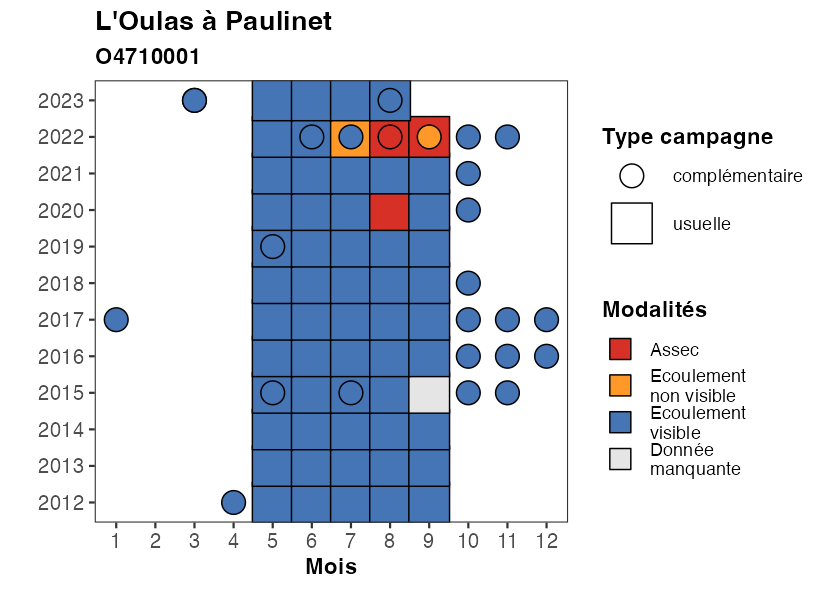 L'Oulas à Paulinet
O4710001
2023
2022
2021
2020
2019
2018
2017
2016
2015
2014
2013
2012
1 2 3 4 5 6 7 8 9 10 11 12
Mois
Type campagne
complémentaire
usuelle
Modalités
Assec
Ecoulement
non visible
Ecoulement
visible
Donnée
manquante